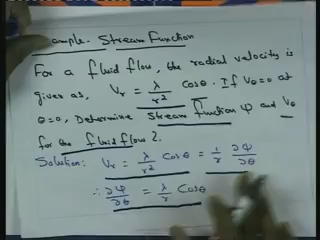 Example - Stream Function
For a fluid flow, the radial velocity is
given as, Vr = λ/r² Cosθ. If Vθ=0 at
θ=0, Determine Stream function ψ and Vθ
for the fluid flow?
Solution: Vr = λ/r² Cosθ = 1/r ∂ψ/∂θ
∴ ∂ψ/∂θ = λ/r Cosθ